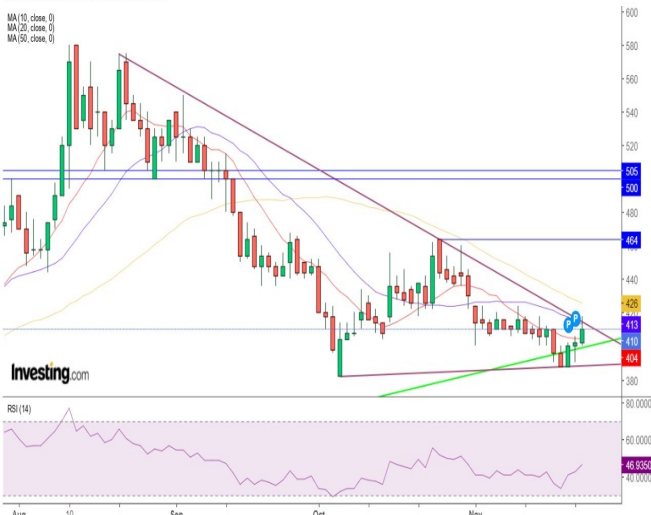 MA (10, close, 0)
MA (20, close, 0)
MA (50, close, 0)
600
580
560
540
520
505
500
480
464
440
426
413
410
404
380
P P
Investing.com
RSI (14)
80.0000
60.0000
46.9350
40.0000
Aug 10 Sep Oct Nov